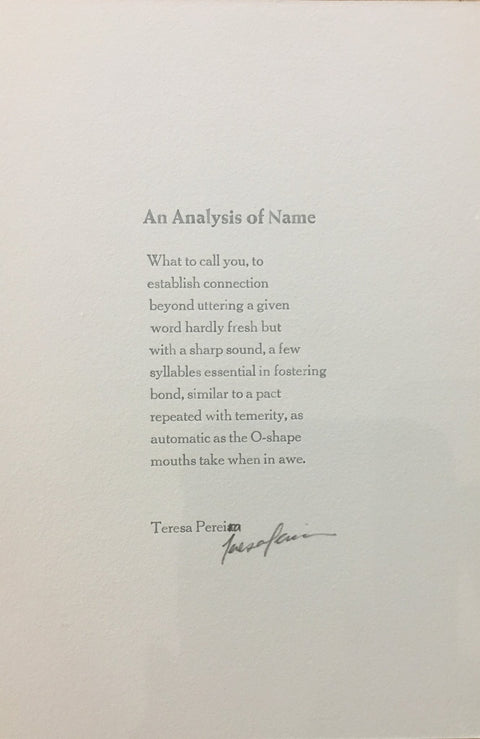 An Analysis of Name
What to call you, to
establish connection
beyond uttering a given
word hardly fresh but
with a sharp sound, a few
syllables essential in fostering
bond, similar to a pact
repeated with temerity, as
automatic as the O-shape
mouths take when in awe.
Teresa Pereira